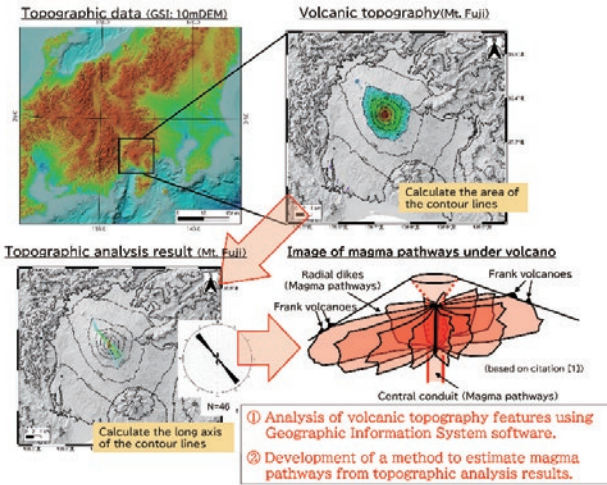 Topographic data (GSI: 10mDEM)
Volcanic topography(Mt. Fuji)
Calculate the area of
the contour lines
Topographic analysis result (Mt. Fuji)
Image of magma pathways under volcano
Radial dikes
(Magma pathways)
Frank volcanoes
Frank volcanoes
(based on citation [1])
N=46
Central conduit (Magma pathways)
Calculate the long axis
of the contour lines
① Analysis of volcanic topography features using
Geographic Information System software.
② Development of a method to estimate magma
pathways from topographic analysis results.